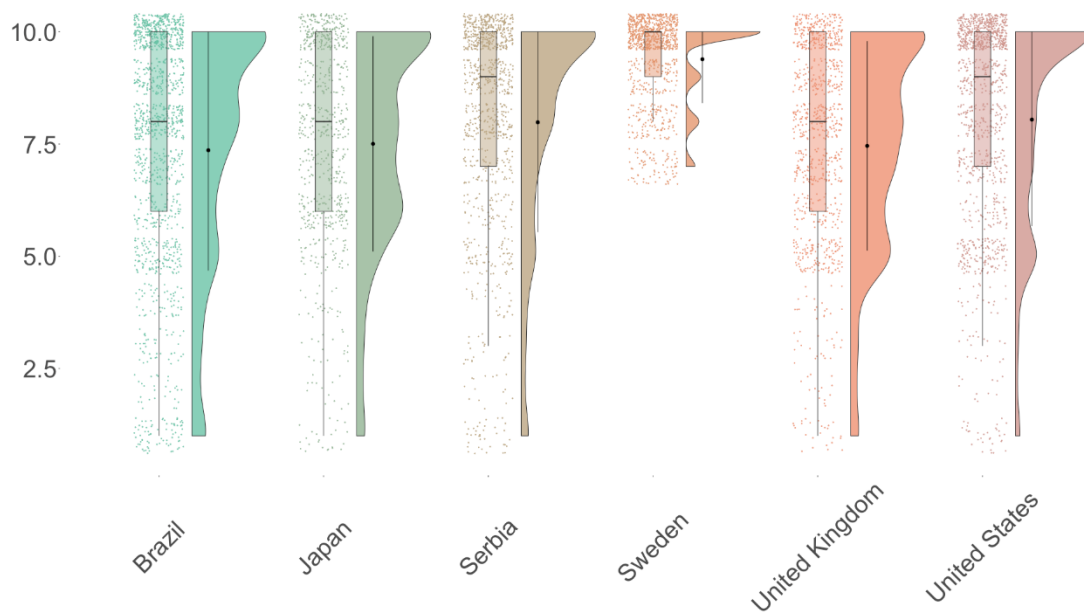 10.0
7.5
5.0
2.5
Brazil
Japan
Serbia
Sweden
United Kingdom
United States